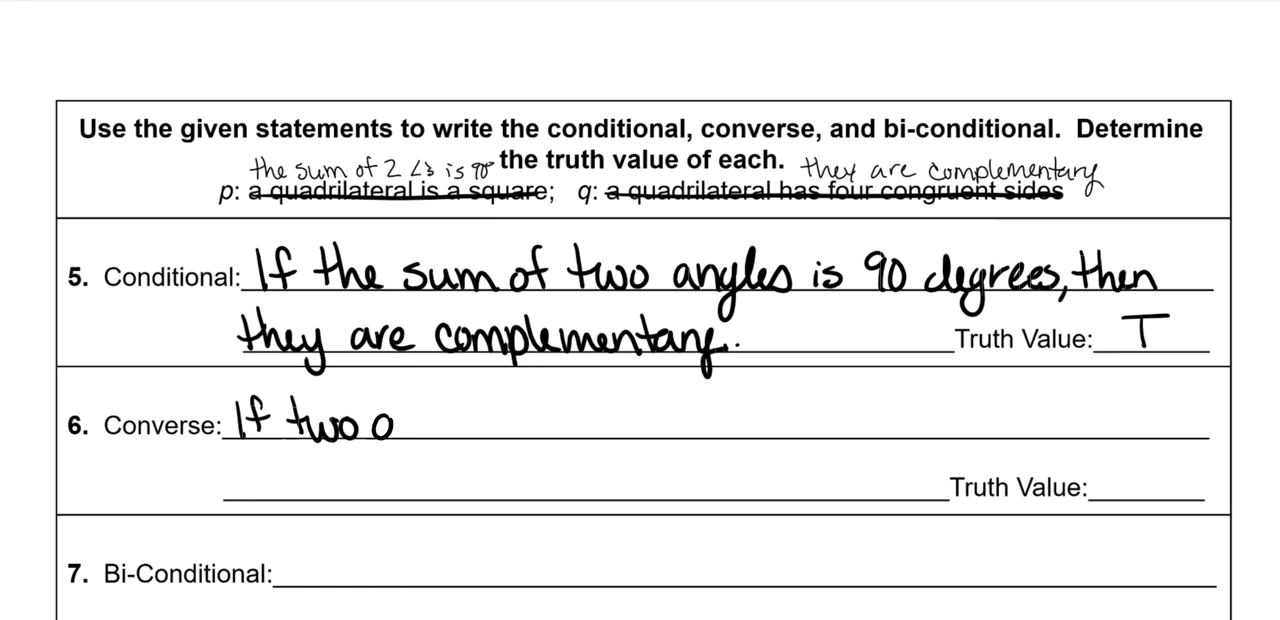 Use the given statements to write the conditional, converse, and bi-conditional. Determine
the truth value of each.
the sum of 2 ∠s is 90° they are complementary
p: a quadrilateral is a square; q: a quadrilateral has four congruent sides
5. Conditional: If the sum of two angles is 90 degrees, then
they are complementary. Truth Value: T
6. Converse: If two a
Truth Value:
7. Bi-Conditional: